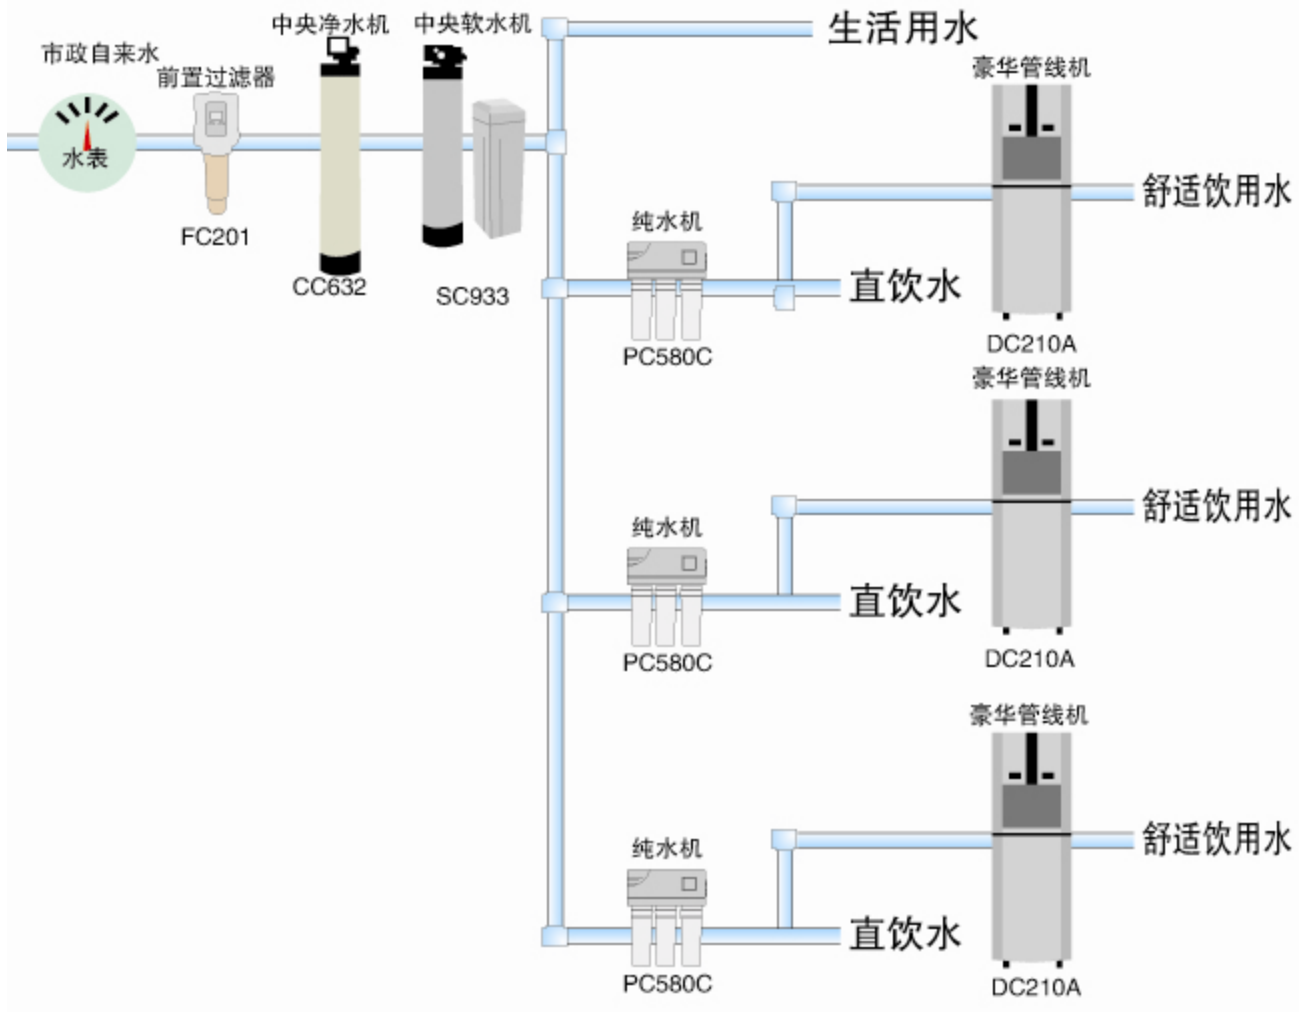 中央净水机
中央软水机
生活用水
市政自来水
前置过滤器
豪华管线机
水表
舒适饮用水
纯水机
FC201
CC632
SC933
直饮水
PC580C
DC210A
豪华管线机
舒适饮用水
纯水机
直饮水
PC580C
DC210A
豪华管线机
舒适饮用水
纯水机
直饮水
PC580C
DC210A